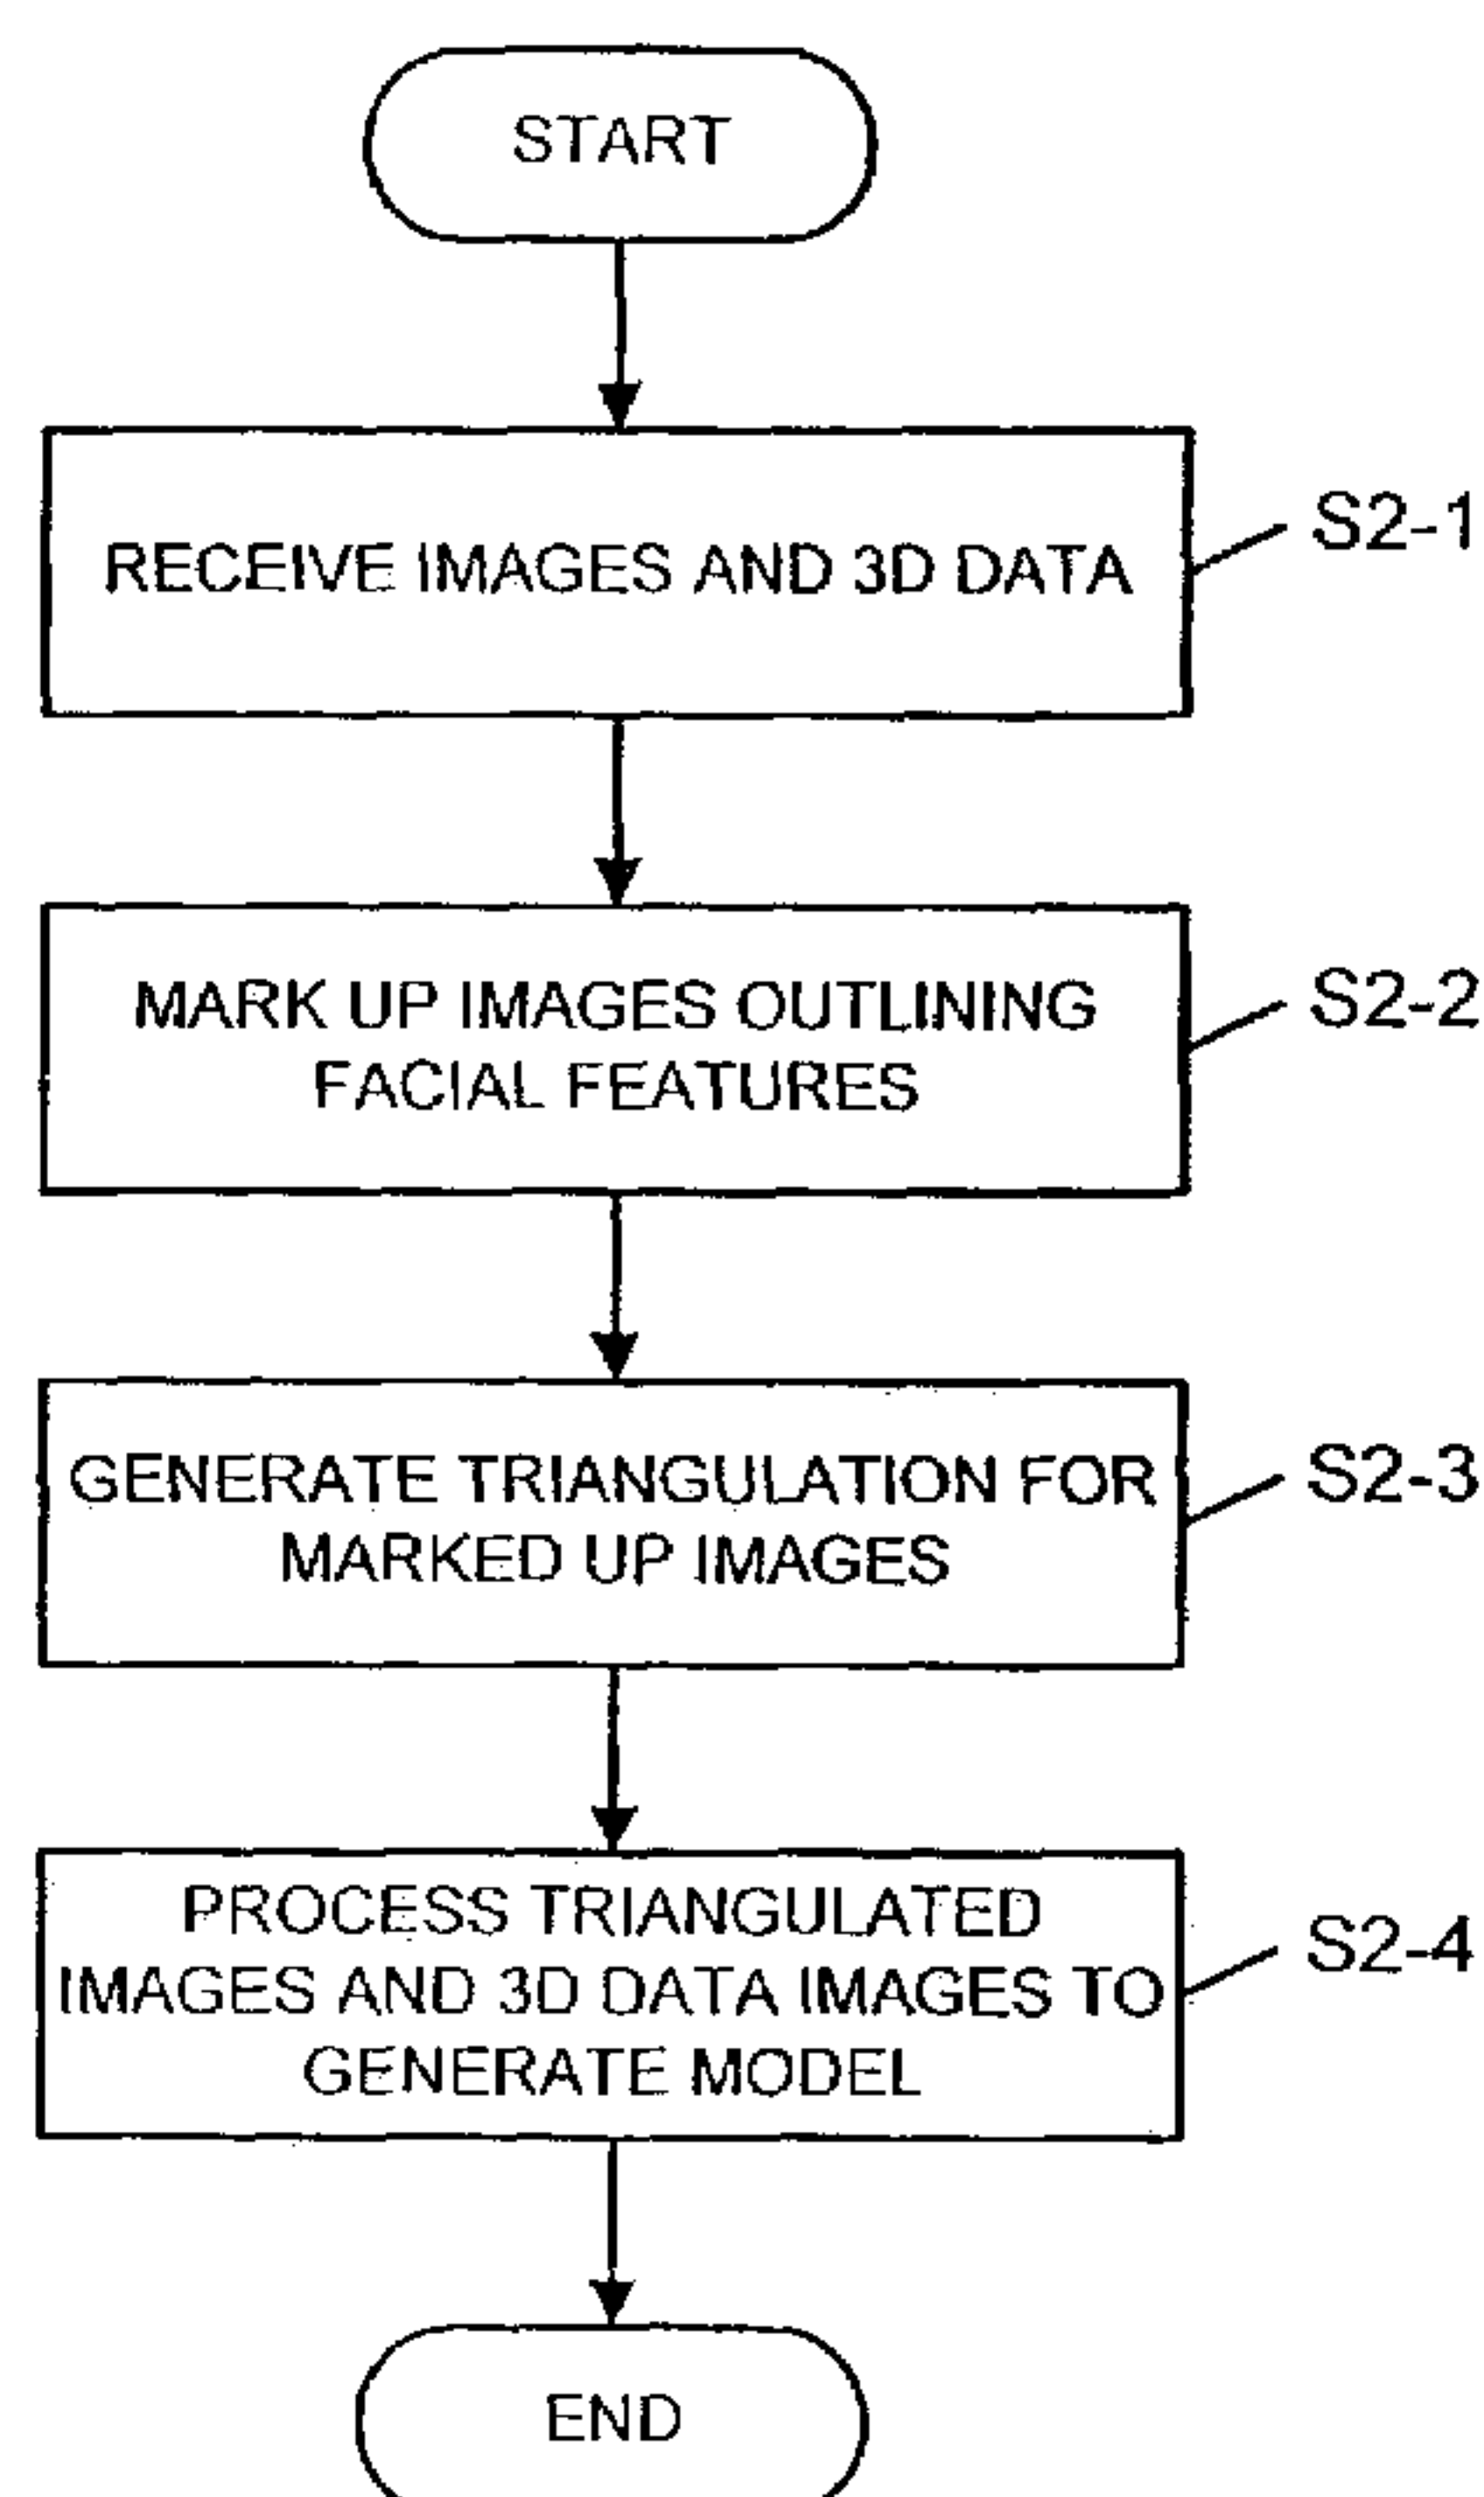 START
RECEIVE IMAGES AND 3D DATA
S2-1
MARK UP IMAGES OUTLINING
FACIAL FEATURES
S2-2
GENERATE TRIANGULATION FOR
MARKED UP IMAGES
S2-3
PROCESS TRIANGULATED
IMAGES AND 3D DATA IMAGES TO
GENERATE MODEL
S2-4
END